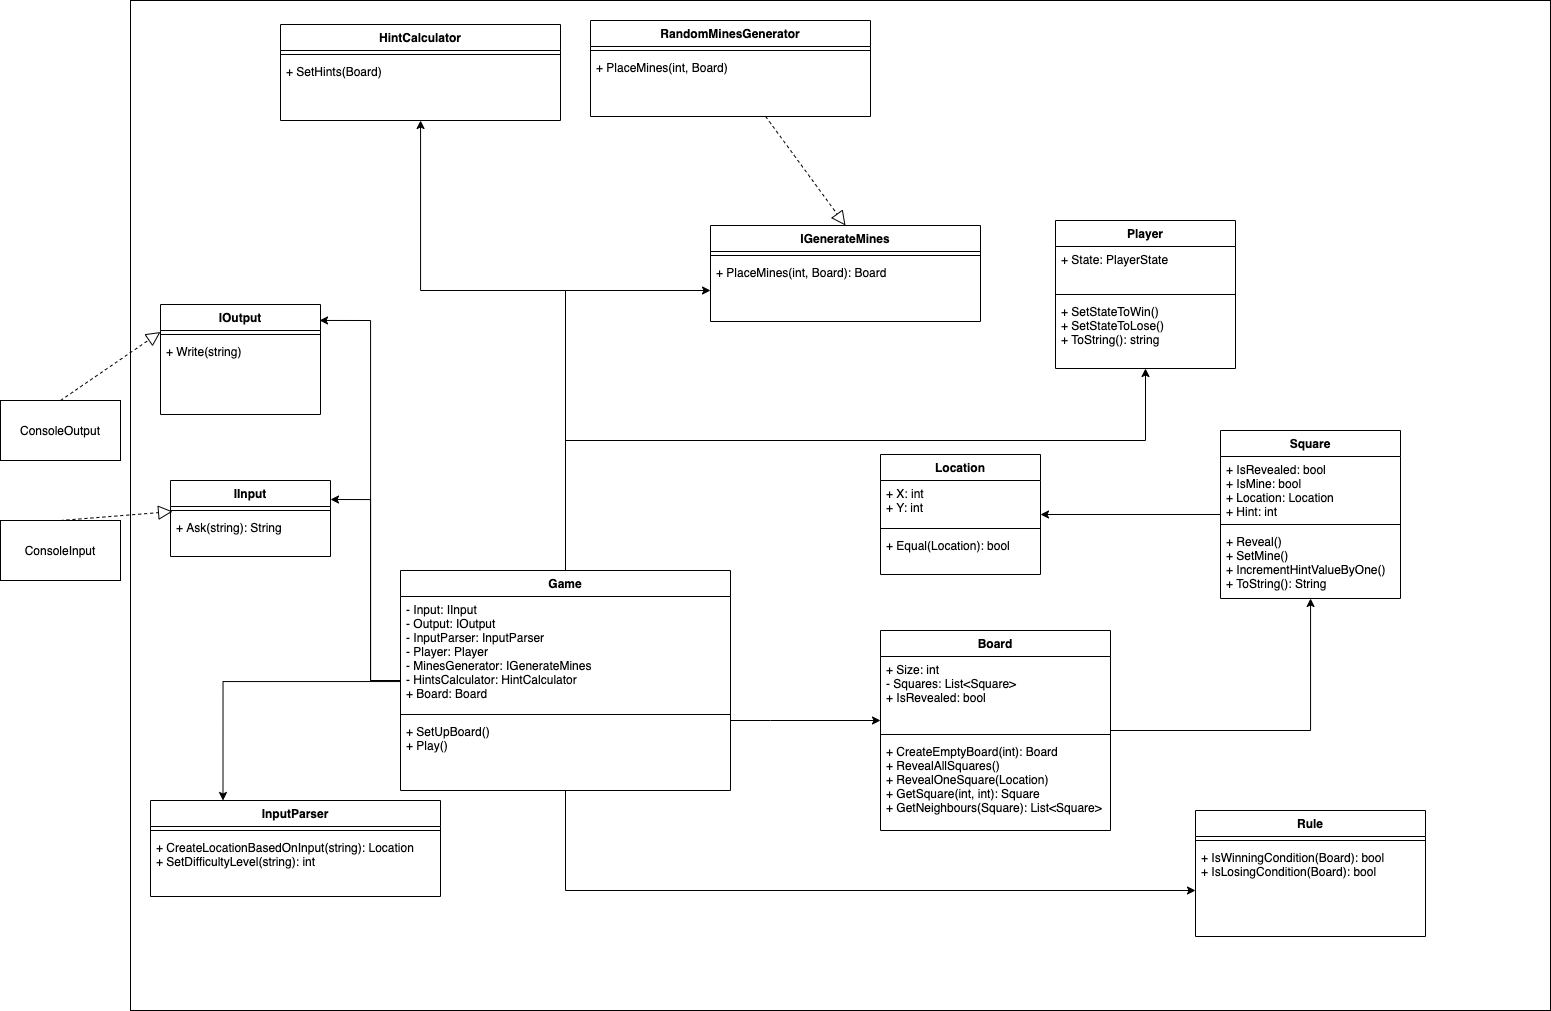 HintCalculator
+ SetHints(Board)
RandomMinesGenerator
+ PlaceMines(int, Board)
IGenerateMines
+ PlaceMines(int, Board): Board
Player
+ State: PlayerState
+ SetStateToWin()
+ SetStateToLose()
+ ToString(): string
IOutput
+ Write(string)
ConsoleOutput
IInput
+ Ask(string): String
ConsoleInput
Location
+ X: int
+ Y: int
+ Equal(Location): bool
Square
+ IsRevealed: bool
+ IsMine: bool
+ Location: Location
+ Hint: int
+ Reveal()
+ SetMine()
+ IncrementHintValueByOne()
+ ToString(): String
Game
- Input: IInput
- Output: IOutput
- InputParser: InputParser
- Player: Player
- MinesGenerator: IGenerateMines
- HintsCalculator: HintCalculator
+ Board: Board
+ SetUpBoard()
+ Play()
Board
+ Size: int
- Squares: List<Square>
+ IsRevealed: bool
+ CreateEmptyBoard(int): Board
+ RevealAllSquares()
+ RevealOneSquare(Location)
+ GetSquare(int, int): Square
+ GetNeighbours(Square): List<Square>
InputParser
+ CreateLocationBasedOnInput(string): Location
+ SetDifficultyLevel(string): int
Rule
+ IsWinningCondition(Board): bool
+ IsLosingCondition(Board): bool